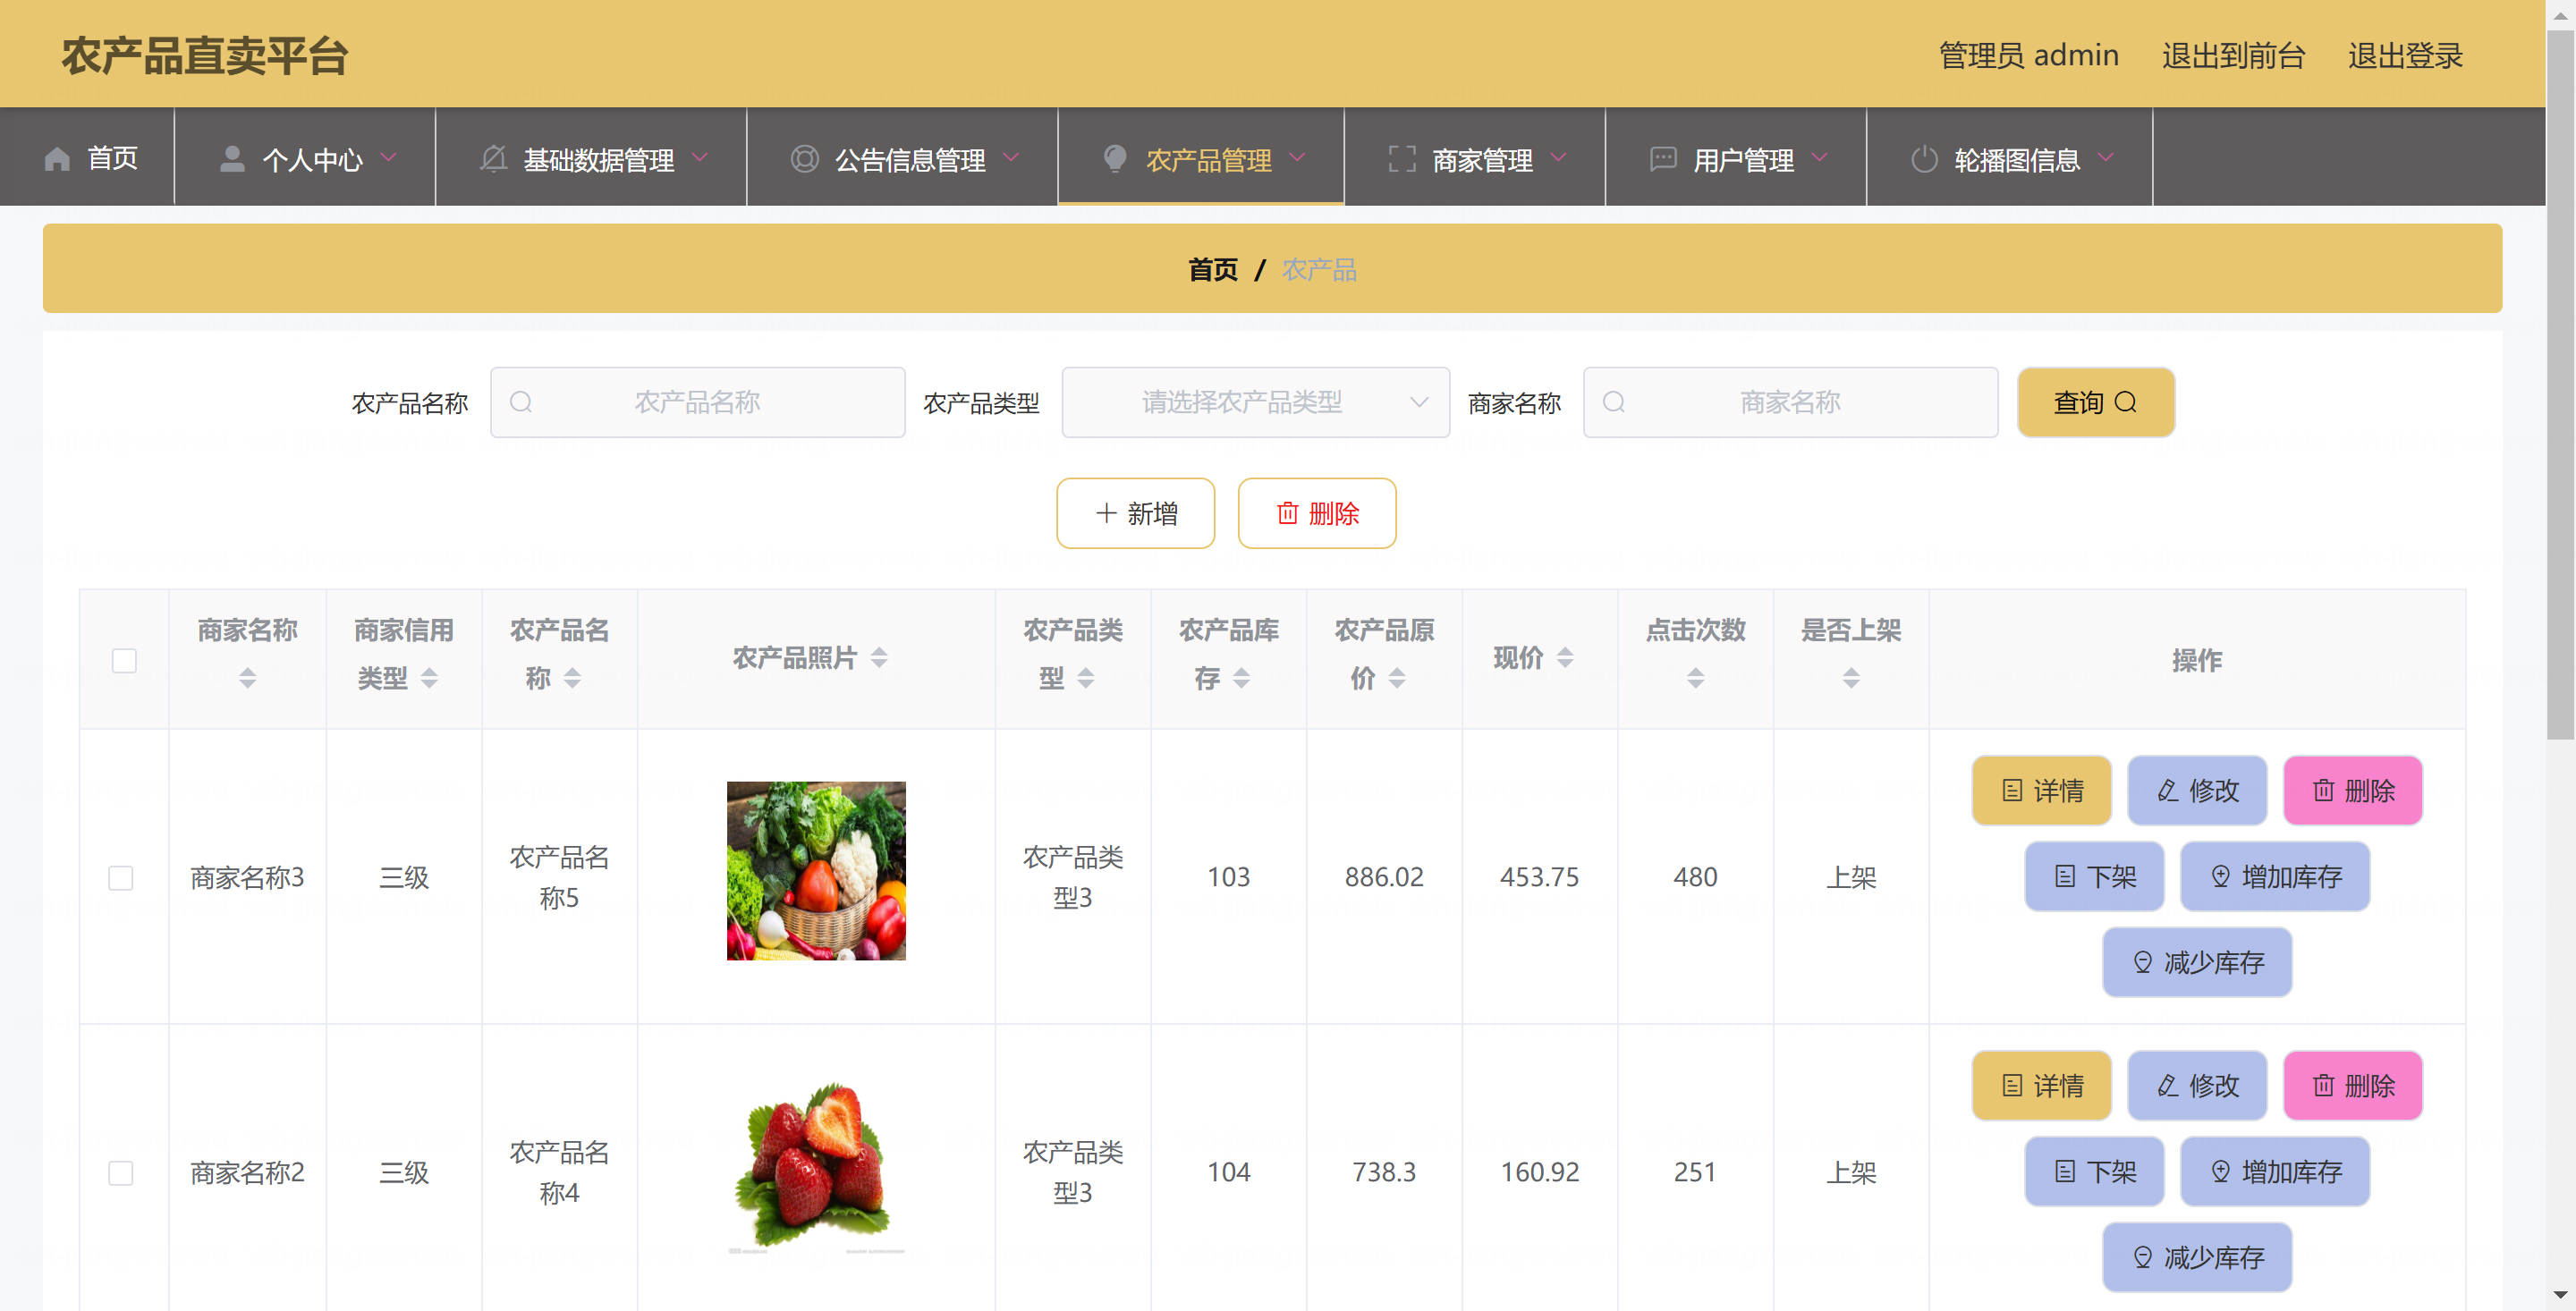 农产品直卖平台
管理员 admin 退出到前台 退出登录
首页 个人中心 基础数据管理 公告信息管理 农产品管理 商家管理 用户管理 轮播图信息
首页 / 农产品
农产品名称 农产品名称 农产品类型 请选择农产品类型 商家名称 商家名称 查询
新增 删除
商家名称 商家信用类型 农产品名称 农产品照片 农产品类型 农产品库存 农产品原价 现价 点击次数 是否上架 操作
商家名称3 三级 农产品名称5 农产品类型3 103 886.02 453.75 480 上架
详情 修改 删除
下架 增加库存
减少库存
商家名称2 三级 农产品名称4 农产品类型3 104 738.3 160.92 251 上架
详情 修改 删除
下架 增加库存
减少库存